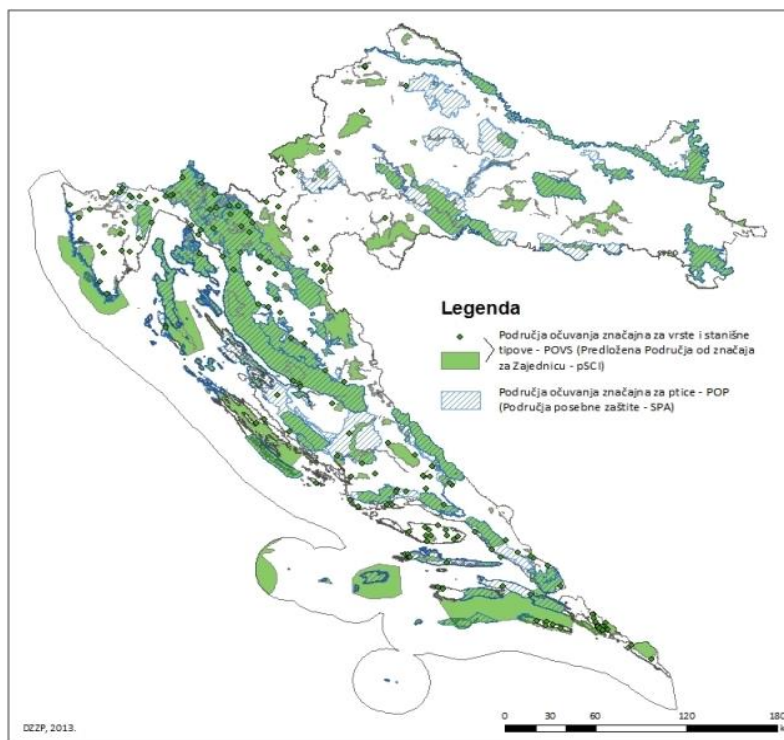 Legenda
Područja očuvanja značajna za vrste i stanišne
tipove - POVS (Predložena Područja od značaja
za Zajednicu - pSCI)
Područja očuvanja značajna za ptice - POP
(Područja posebne zaštite - SPA)
DZZP, 2013.
0 30 60 120 180